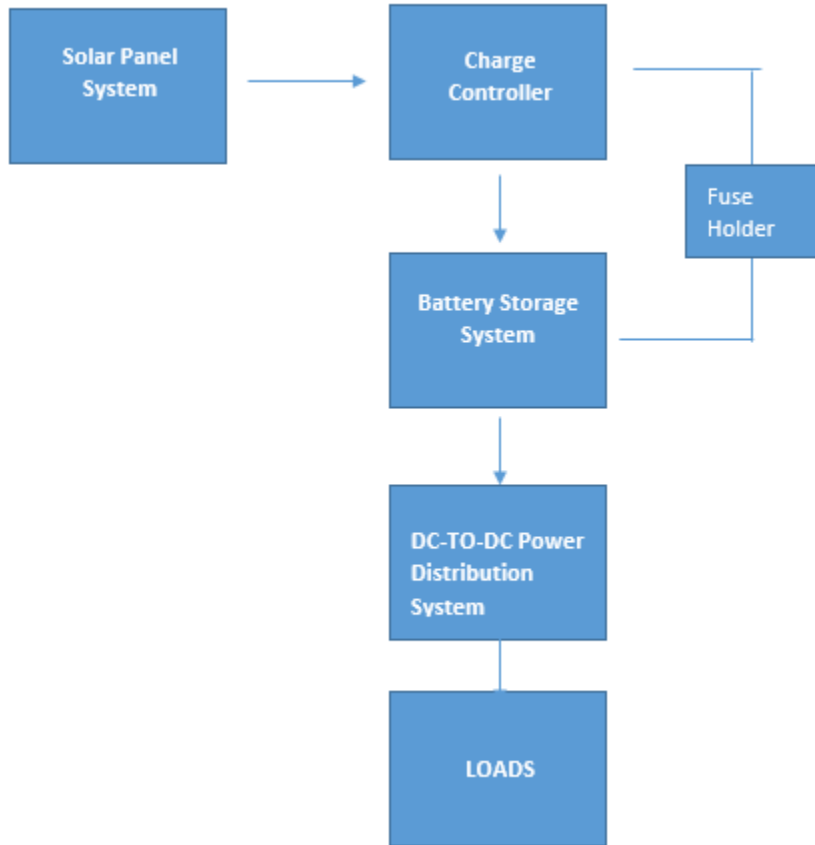 Solar Panel
System
Charge
Controller
Fuse
Holder
Battery Storage
System
DC-TO-DC Power
Distribution
System
LOADS